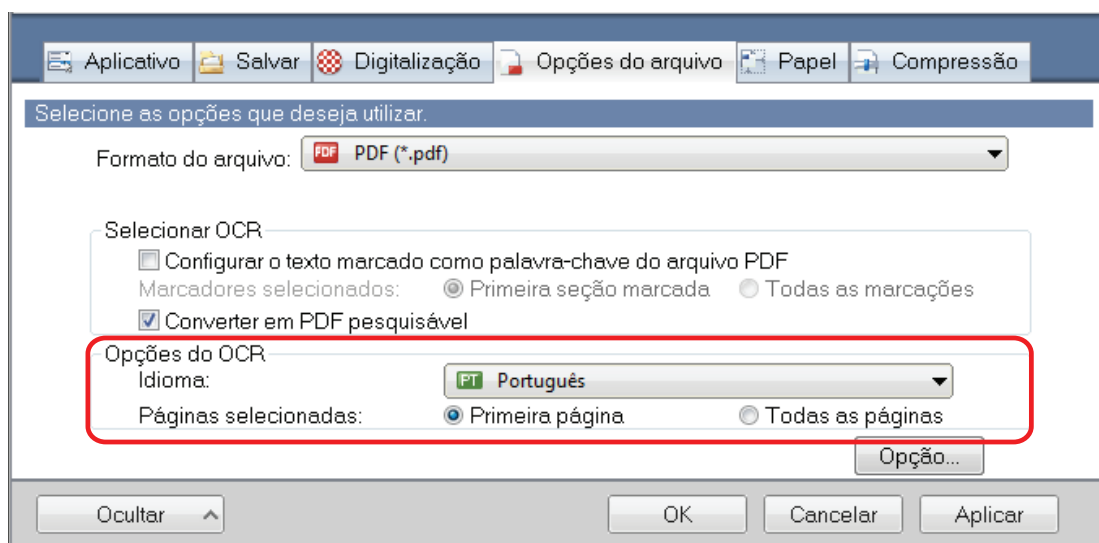 Aplicativo Salvar Digitalização Opções do arquivo Papel Compressão
Selecione as opções que deseja utilizar.
Formato do arquivo: PDF PDF (*.pdf)
Selecionar OCR
Configurar o texto marcado como palavra-chave do arquivo PDF
Marcadores selecionados: Primeira seção marcada Todas as marcações
Converter em PDF pesquisável
Opções do OCR
Idioma: PT Português
Páginas selecionadas: Primeira página Todas as páginas
Opção...
Ocultar OK Cancelar Aplicar